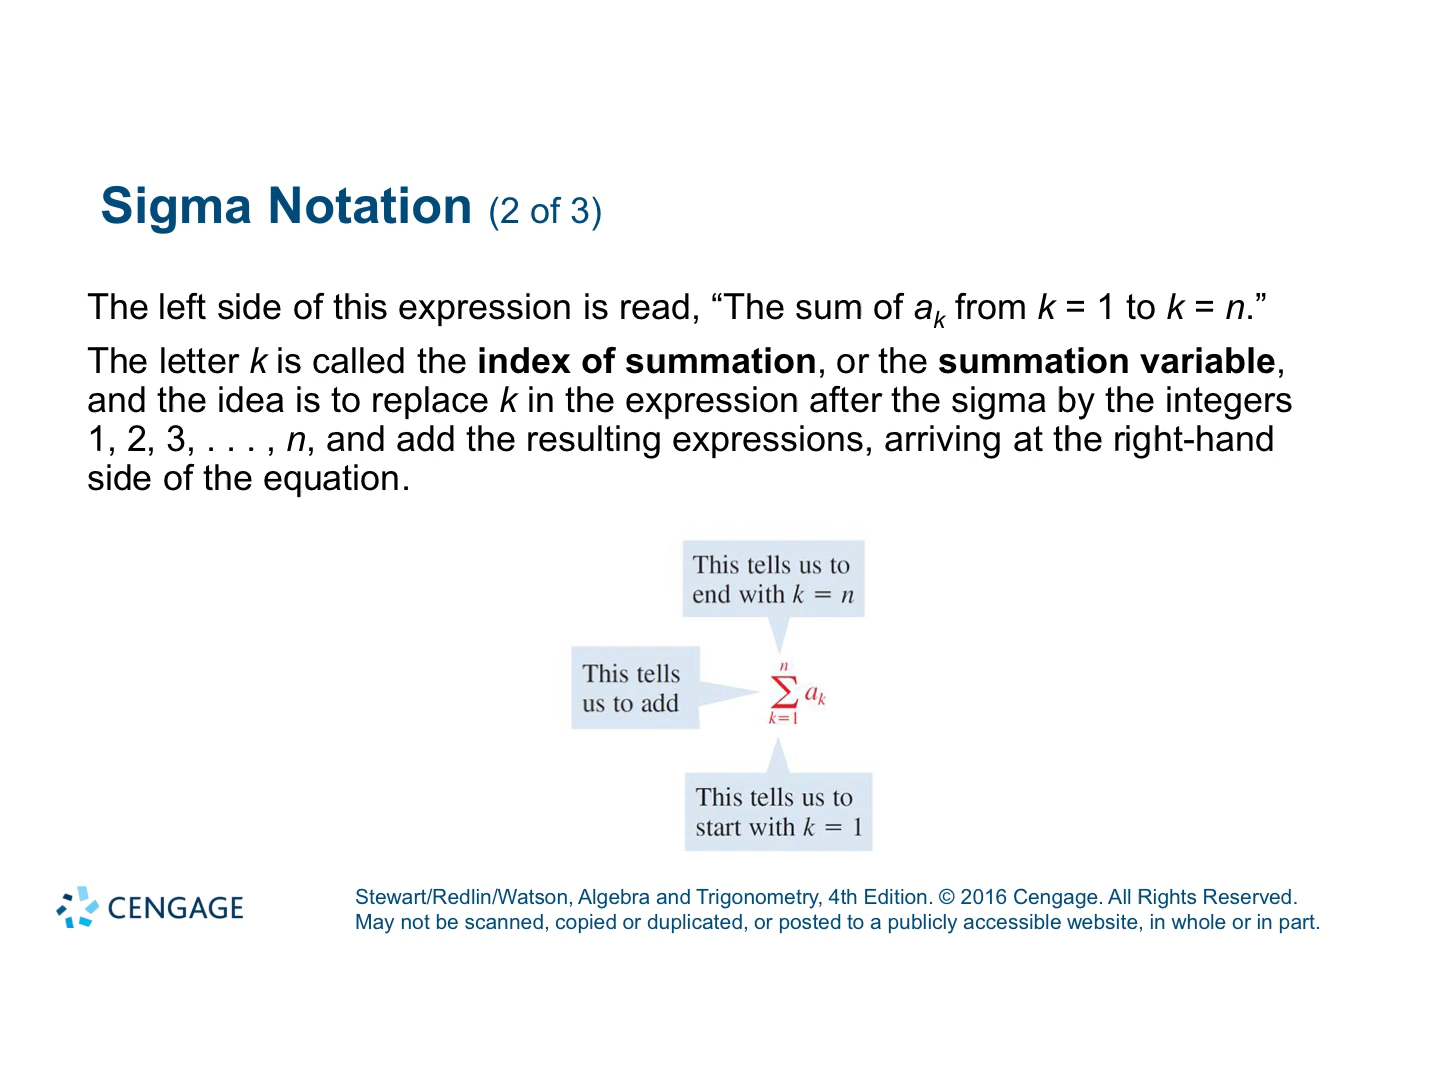 Sigma Notation (2 of 3)
The left side of this expression is read, “The sum of aₖ from k = 1 to k = n.”
The letter k is called the index of summation, or the summation variable,
and the idea is to replace k in the expression after the sigma by the integers
1, 2, 3, . . . , n, and add the resulting expressions, arriving at the right-hand
side of the equation.
This tells us to
end with k = n
This tells
us to add
n
∑ aₖ
k=1
This tells us to
start with k = 1
CENGAGE
Stewart/Redlin/Watson, Algebra and Trigonometry, 4th Edition. © 2016 Cengage. All Rights Reserved.
May not be scanned, copied or duplicated, or posted to a publicly accessible website, in whole or in part.